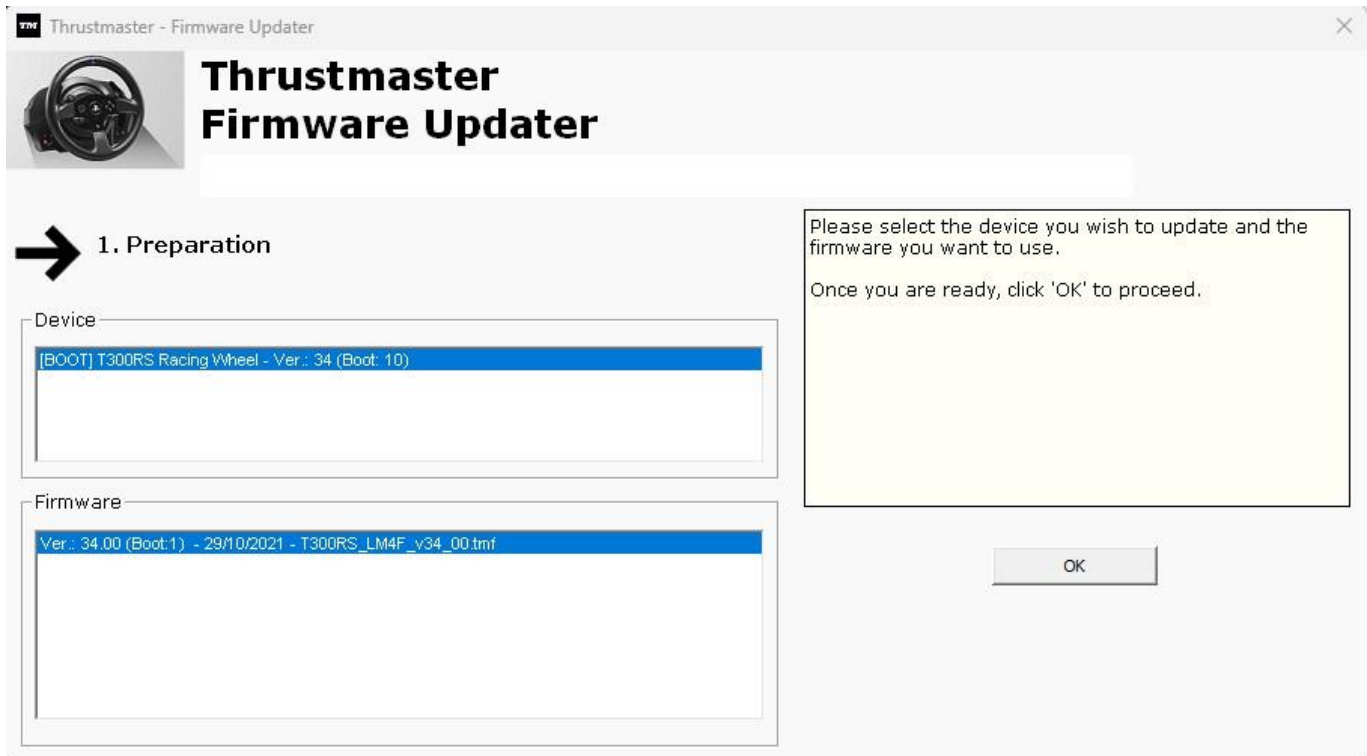 TM Thrustmaster - Firmware Updater
Thrustmaster
Firmware Updater
1. Preparation
Please select the device you wish to update and the
firmware you want to use.
Once you are ready, click 'OK' to proceed.
Device
[BOOT] T300RS Racing Wheel - Ver.: 34 (Boot: 10)
Firmware
Ver.: 34.00 (Boot:1) - 29/10/2021 - T300RS_LM4F_v34_00.tmf
OK